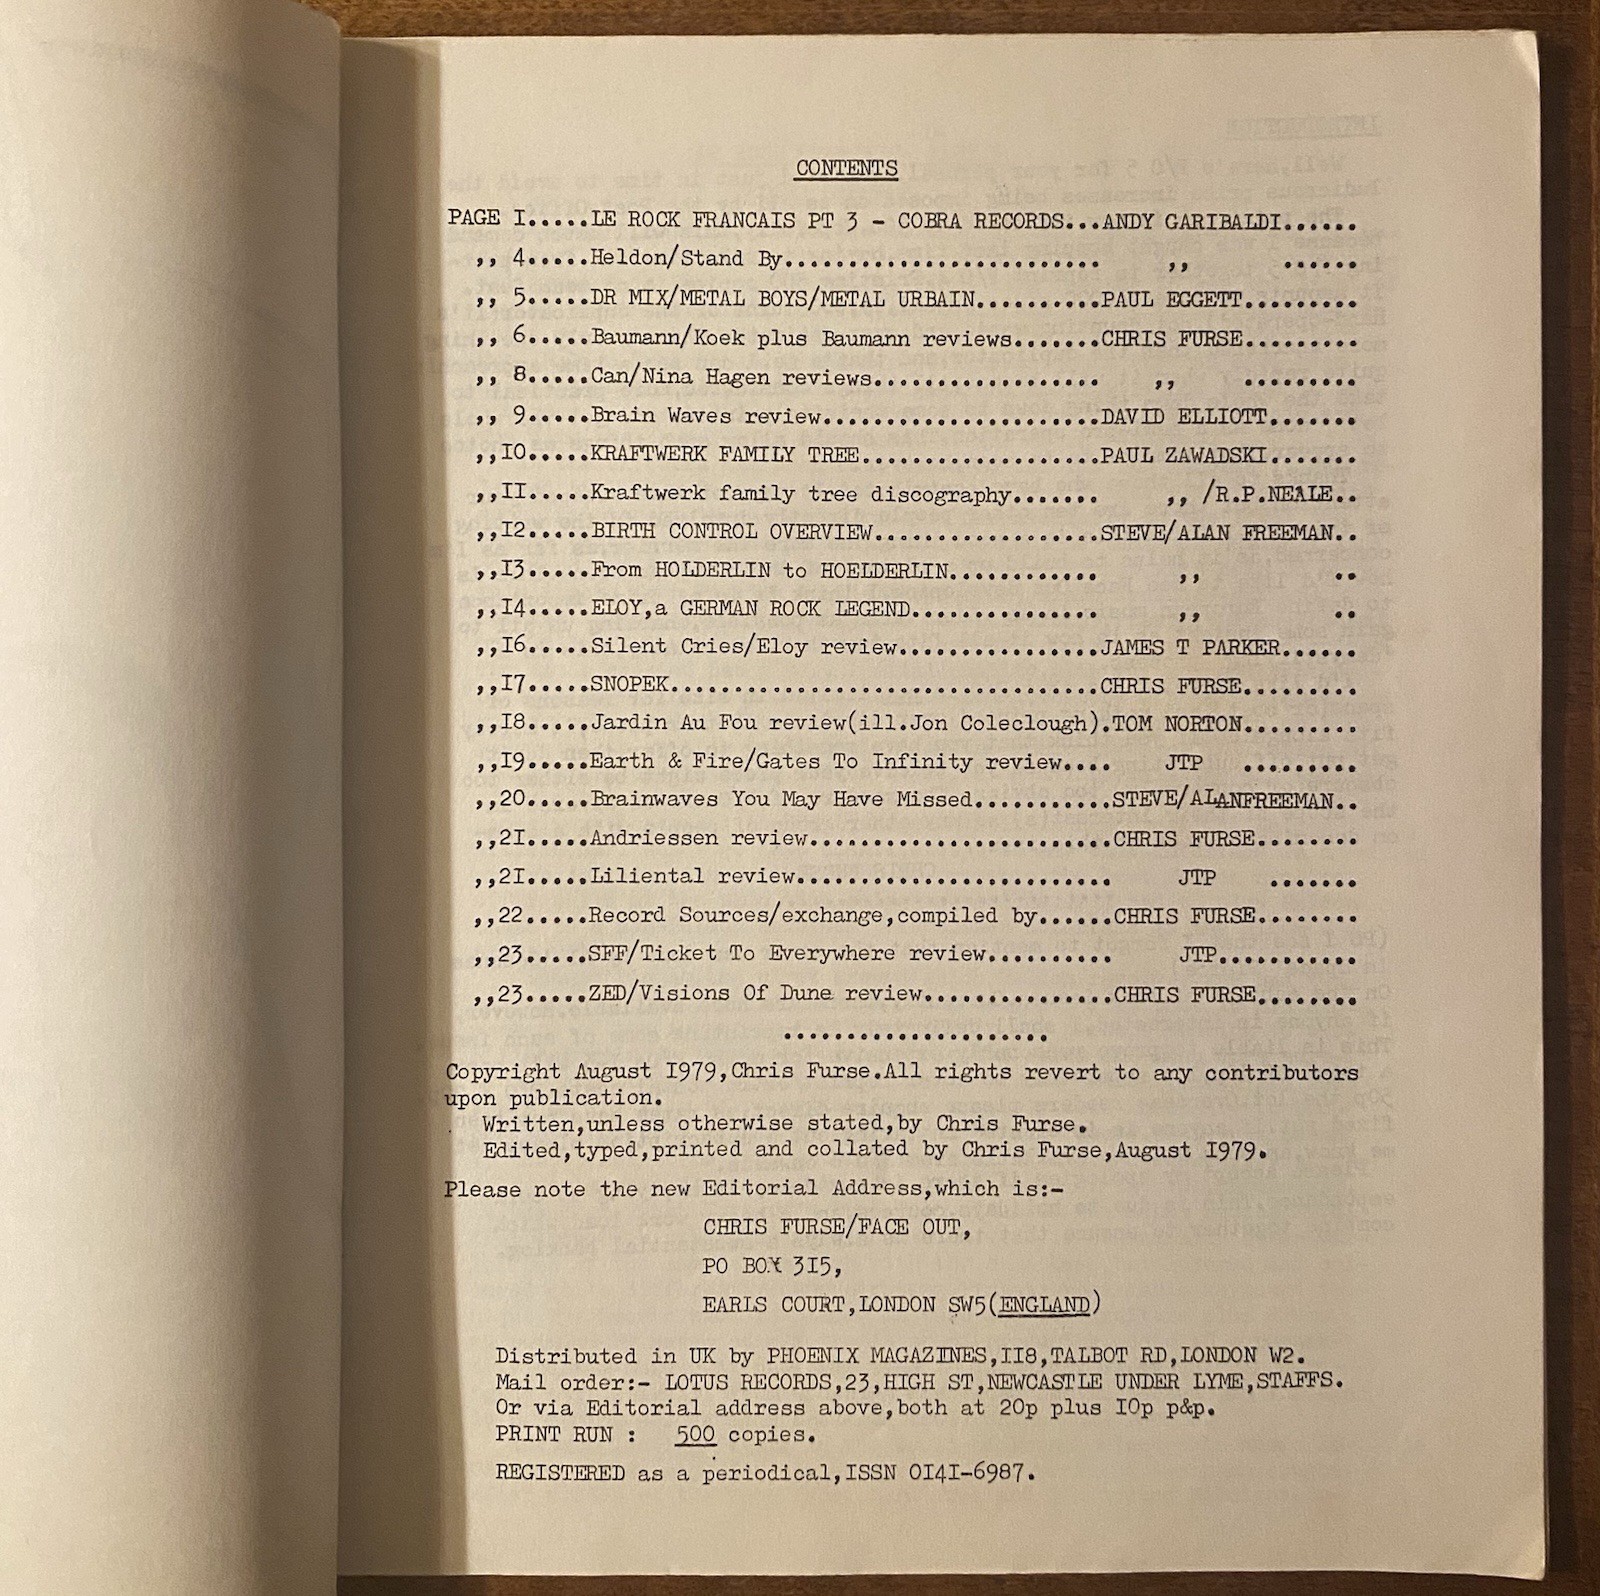 CONTENTS
PAGE I.....LE ROCK FRANCAIS PT 3 - COBRA RECORDS...ANDY GARIBALDI......
,, 4.....Heldon/Stand By......................... ,, ......
,, 5.....DR MIX/METAL BOYS/METAL URBAIN..........PAUL EGGETT.........
,, 6.....Baumann/Koek plus Baumann reviews.......CHRIS FURSE.........
,, 8.....Can/Nina Hagen reviews.................. ,, .........
,, 9.....Brain Waves review......................DAVID ELLIOTT.......
,,IO.....KRAFTWERK FAMILY TREE...................PAUL ZAWADSKI.......
,,II.....Kraftwerk family tree discography....... ,, /R.P.NEALE..
,,I2.....BIRTH CONTROL OVERVIEW..................STEVE/ALAN FREEMAN..
,,I3.....From HOLDERLIN to HOELDERLIN............ ,, ..
,,I4.....ELOY,a GERMAN ROCK LEGEND............... ,, ..
,,I6.....Silent Cries/Eloy review................JAMES T PARKER......
,,I7.....SNOPEK..................................CHRIS FURSE.........
,,I8.....Jardin Au Fou review(ill.Jon Coleclough).TOM NORTON.........
,,I9.....Earth & Fire/Gates To Infinity review.... JTP .........
,,20.....Brainwaves You May Have Missed...........STEVE/ALANFREEMAN..
,,2I.....Andriessen review........................CHRIS FURSE........
,,2I.....Liliental review......................... JTP .......
,,22.....Record Sources/exchange,compiled by......CHRIS FURSE........
,,23.....SFF/Ticket To Everywhere review.......... JTP...........
,,23.....ZED/Visions Of Dune review...............CHRIS FURSE........
.....................
Copyright August I979,Chris Furse.All rights revert to any contributors
upon publication.
Written,unless otherwise stated,by Chris Furse.
Edited,typed,printed and collated by Chris Furse,August I979.
Please note the new Editorial Address,which is:-
CHRIS FURSE/FACE OUT,
PO BOX 3I5,
EARLS COURT,LONDON SW5(ENGLAND)
Distributed in UK by PHOENIX MAGAZINES,II8,TALBOT RD,LONDON W2.
Mail order:- LOTUS RECORDS,23,HIGH ST,NEWCASTLE UNDER LYME,STAFFS.
Or via Editorial address above,both at 20p plus IOp p&p.
PRINT RUN : 500 copies.
REGISTERED as a periodical,ISSN OI4I-6987.